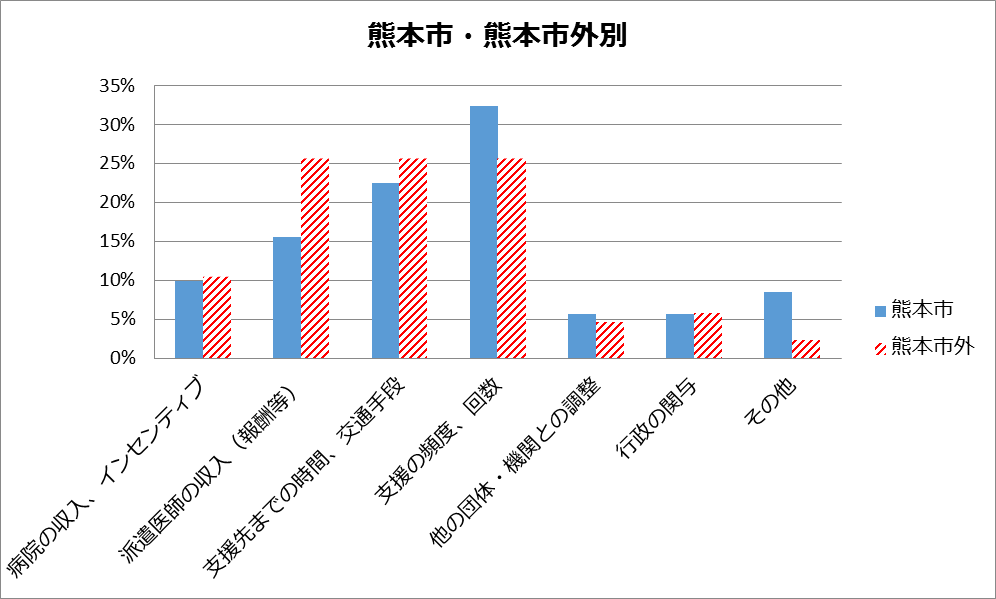 熊本市・熊本市外別
35%
30%
25%
20%
15%
10%
5%
0%
病院の収入、インセンティブ
派遣医師の収入（報酬等）
支援先までの時間、交通手段
支援の頻度、回数
他の団体・機関との調整
行政の関与
その他
熊本市
熊本市外